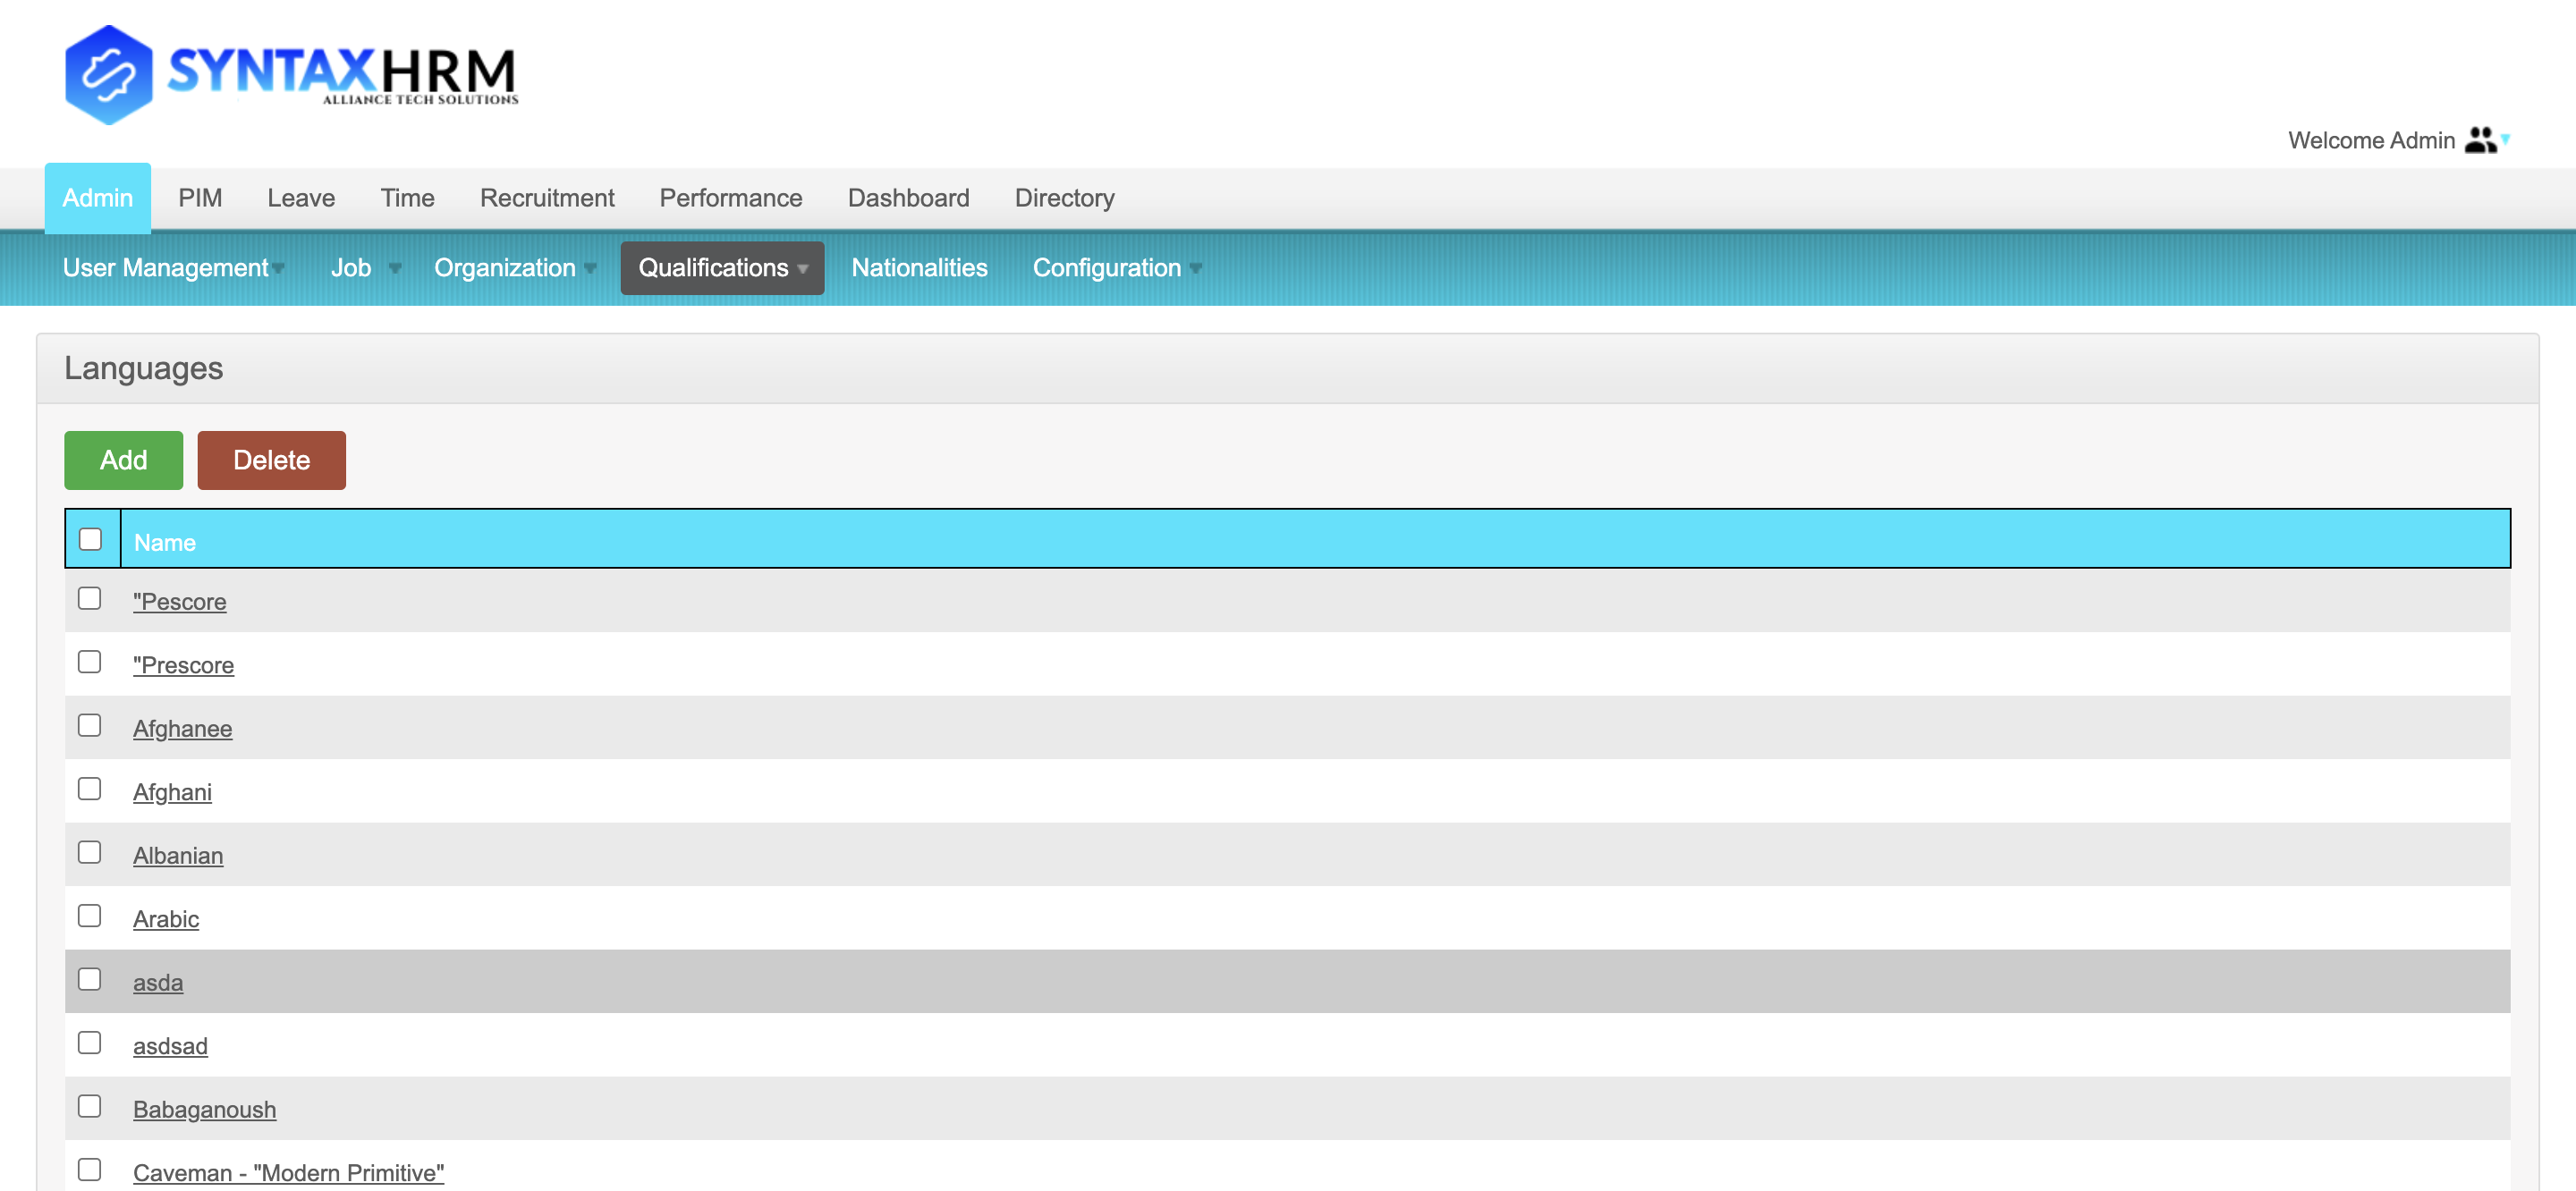 SYNTAXHRM
ALLIANCE TECH SOLUTIONS
Welcome Admin
Admin PIM Leave Time Recruitment Performance Dashboard Directory
User Management Job Organization Qualifications Nationalities Configuration
Languages
Add Delete
Name
"Pescore
"Prescore
Afghanee
Afghani
Albanian
Arabic
asda
asdsad
Babaganoush
Caveman - "Modern Primitive"